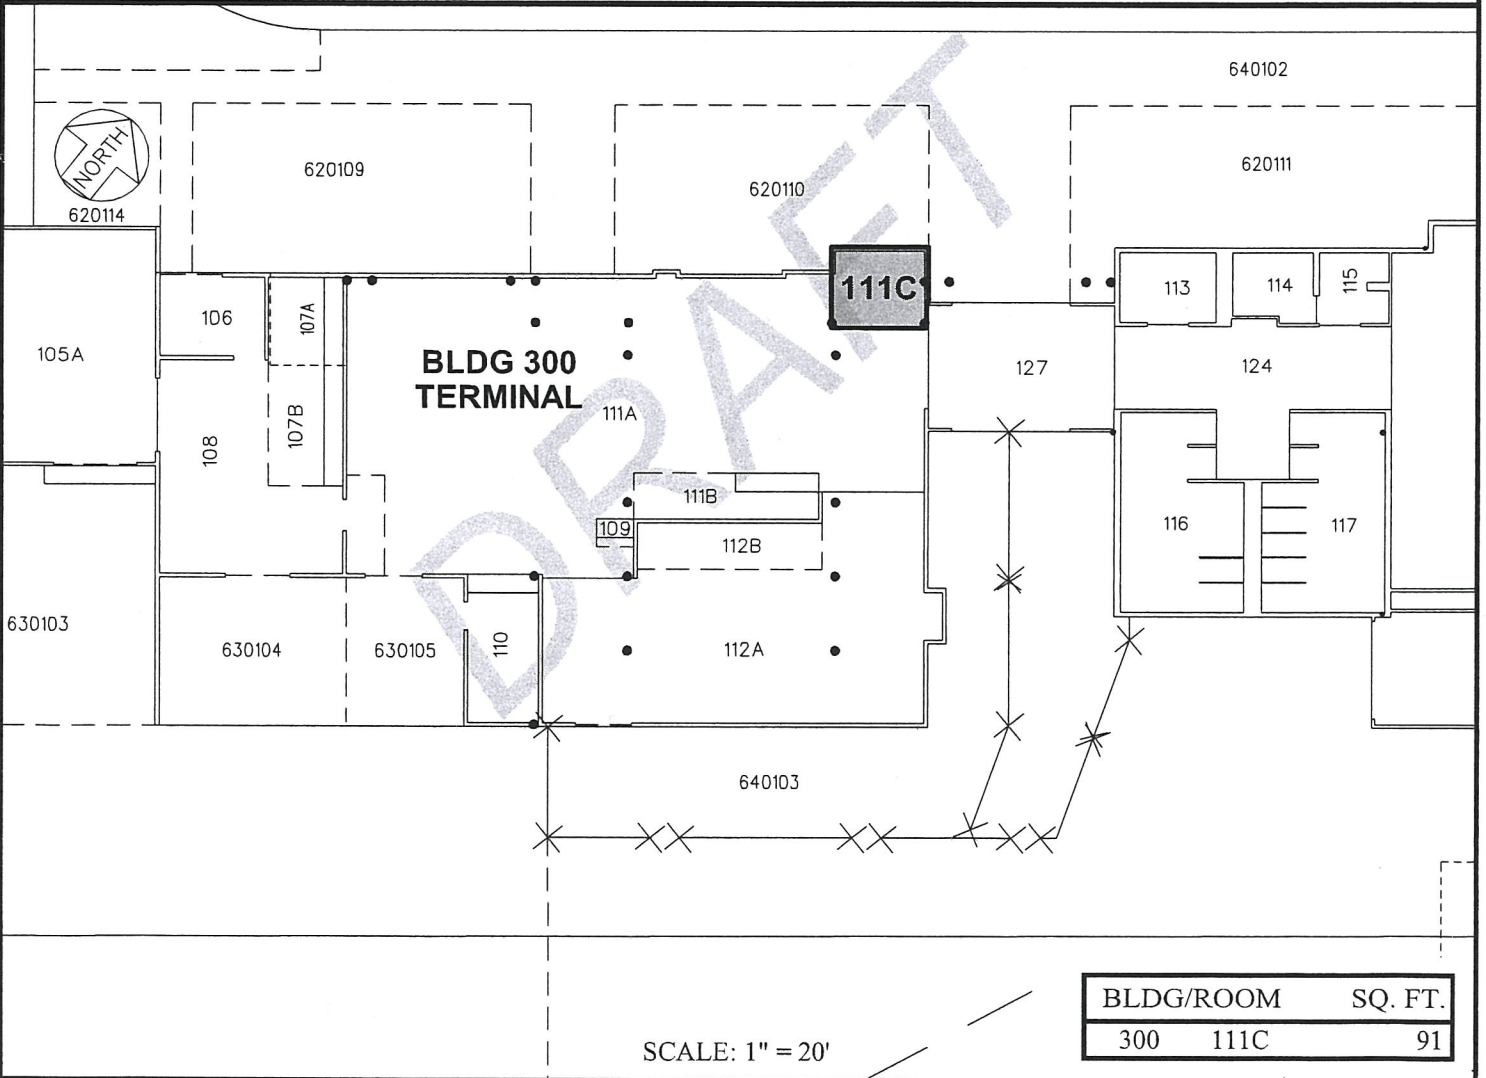 640102
620109
620110
620111
NORTH
620114
111C
113
114
115
106
107A
105A
BLDG 300
TERMINAL
127
124
111A
107B
108
111B
109
112B
116
117
630103
630104
630105
110
112A
640103
DRAFT
BLDG/ROOM SQ. FT.
300 111C 91
SCALE: 1" = 20'